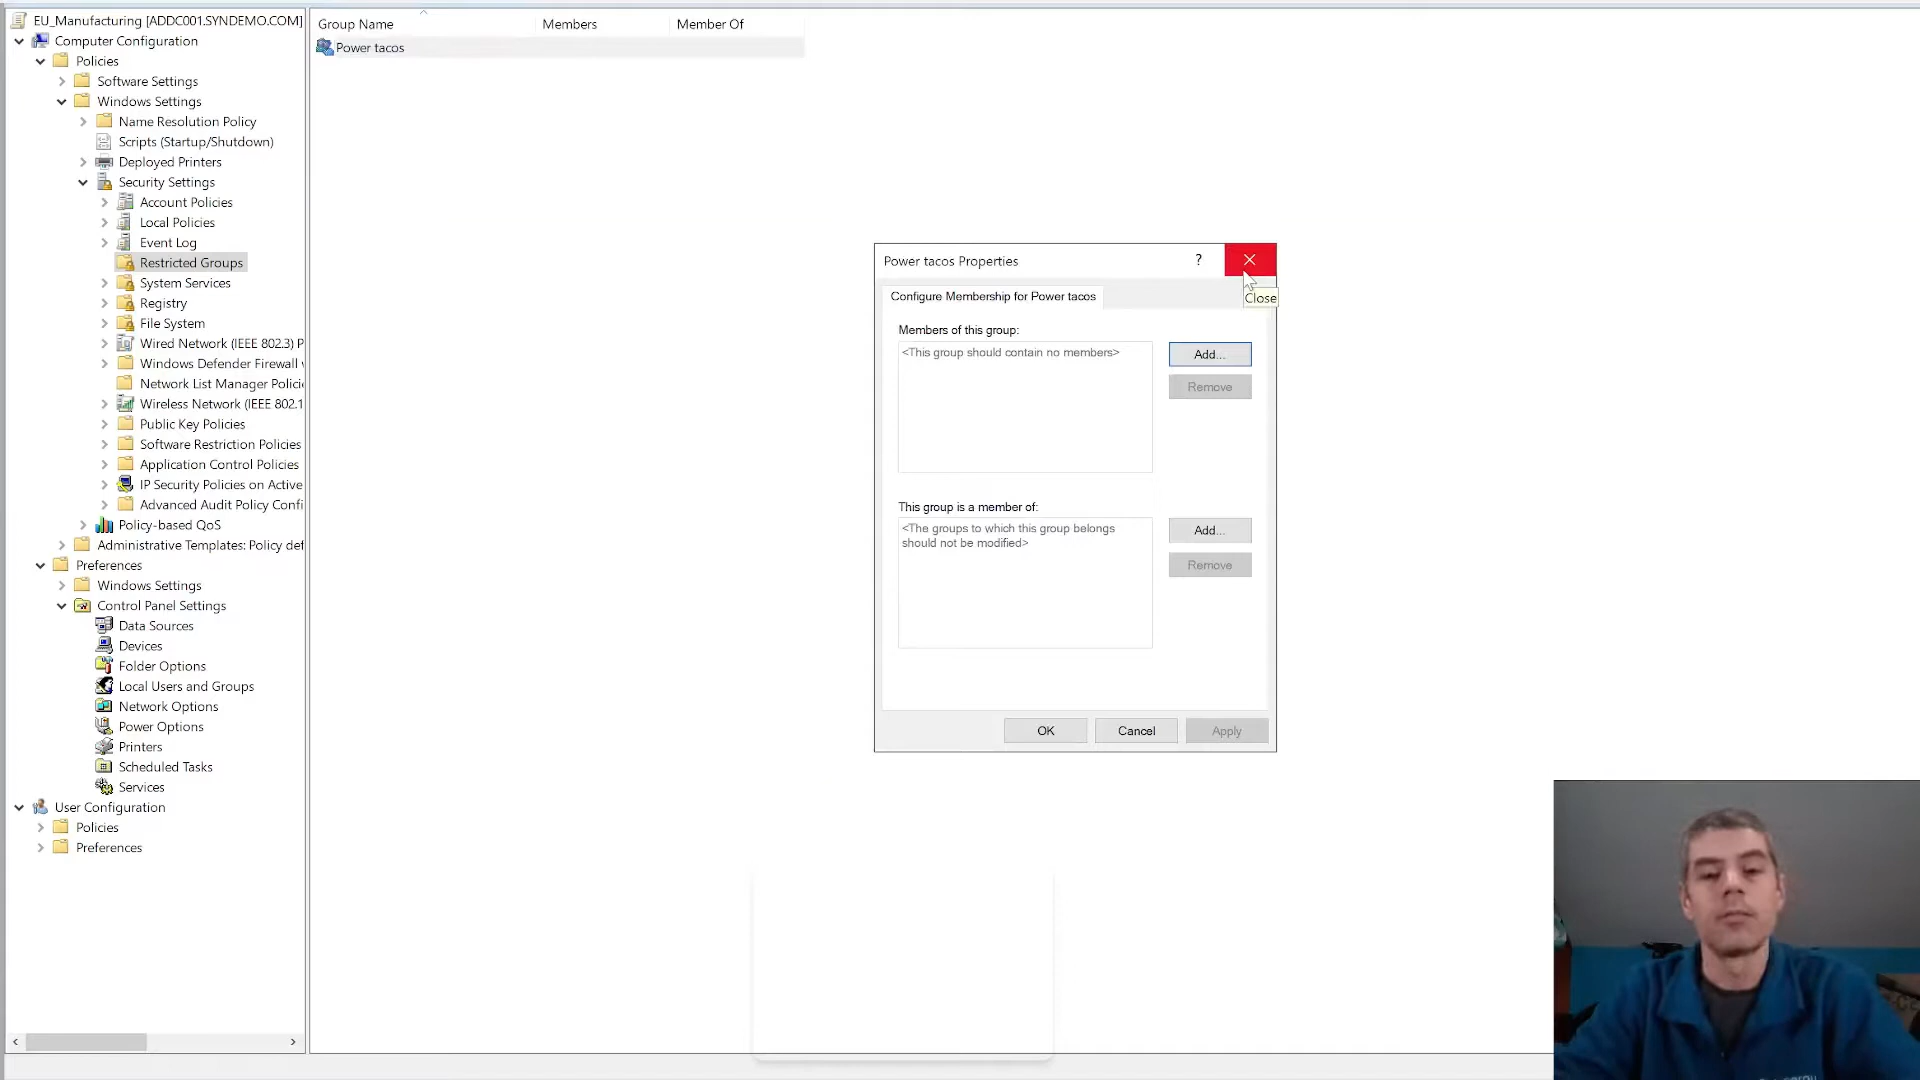 EU_Manufacturing [ADDC001.SYNDEMO.COM]
Computer Configuration
Policies
Software Settings
Windows Settings
Name Resolution Policy
Scripts (Startup/Shutdown)
Deployed Printers
Security Settings
Account Policies
Local Policies
Event Log
Restricted Groups
System Services
Registry
File System
Wired Network (IEEE 802.3) P
Windows Defender Firewall
Network List Manager Policie
Wireless Network (IEEE 802.1
Public Key Policies
Software Restriction Policies
Application Control Policies
IP Security Policies on Active
Advanced Audit Policy Confi
Policy-based QoS
Administrative Templates: Policy def
Preferences
Windows Settings
Control Panel Settings
Data Sources
Devices
Folder Options
Local Users and Groups
Network Options
Power Options
Printers
Scheduled Tasks
Services
User Configuration
Policies
Preferences
Group Name Members Member Of
Power tacos
Power tacos Properties ?
Close
Configure Membership for Power tacos
Members of this group:
<This group should contain no members>
Add...
Remove
This group is a member of:
<The groups to which this group belongs
should not be modified>
Add...
Remove
OK Cancel Apply